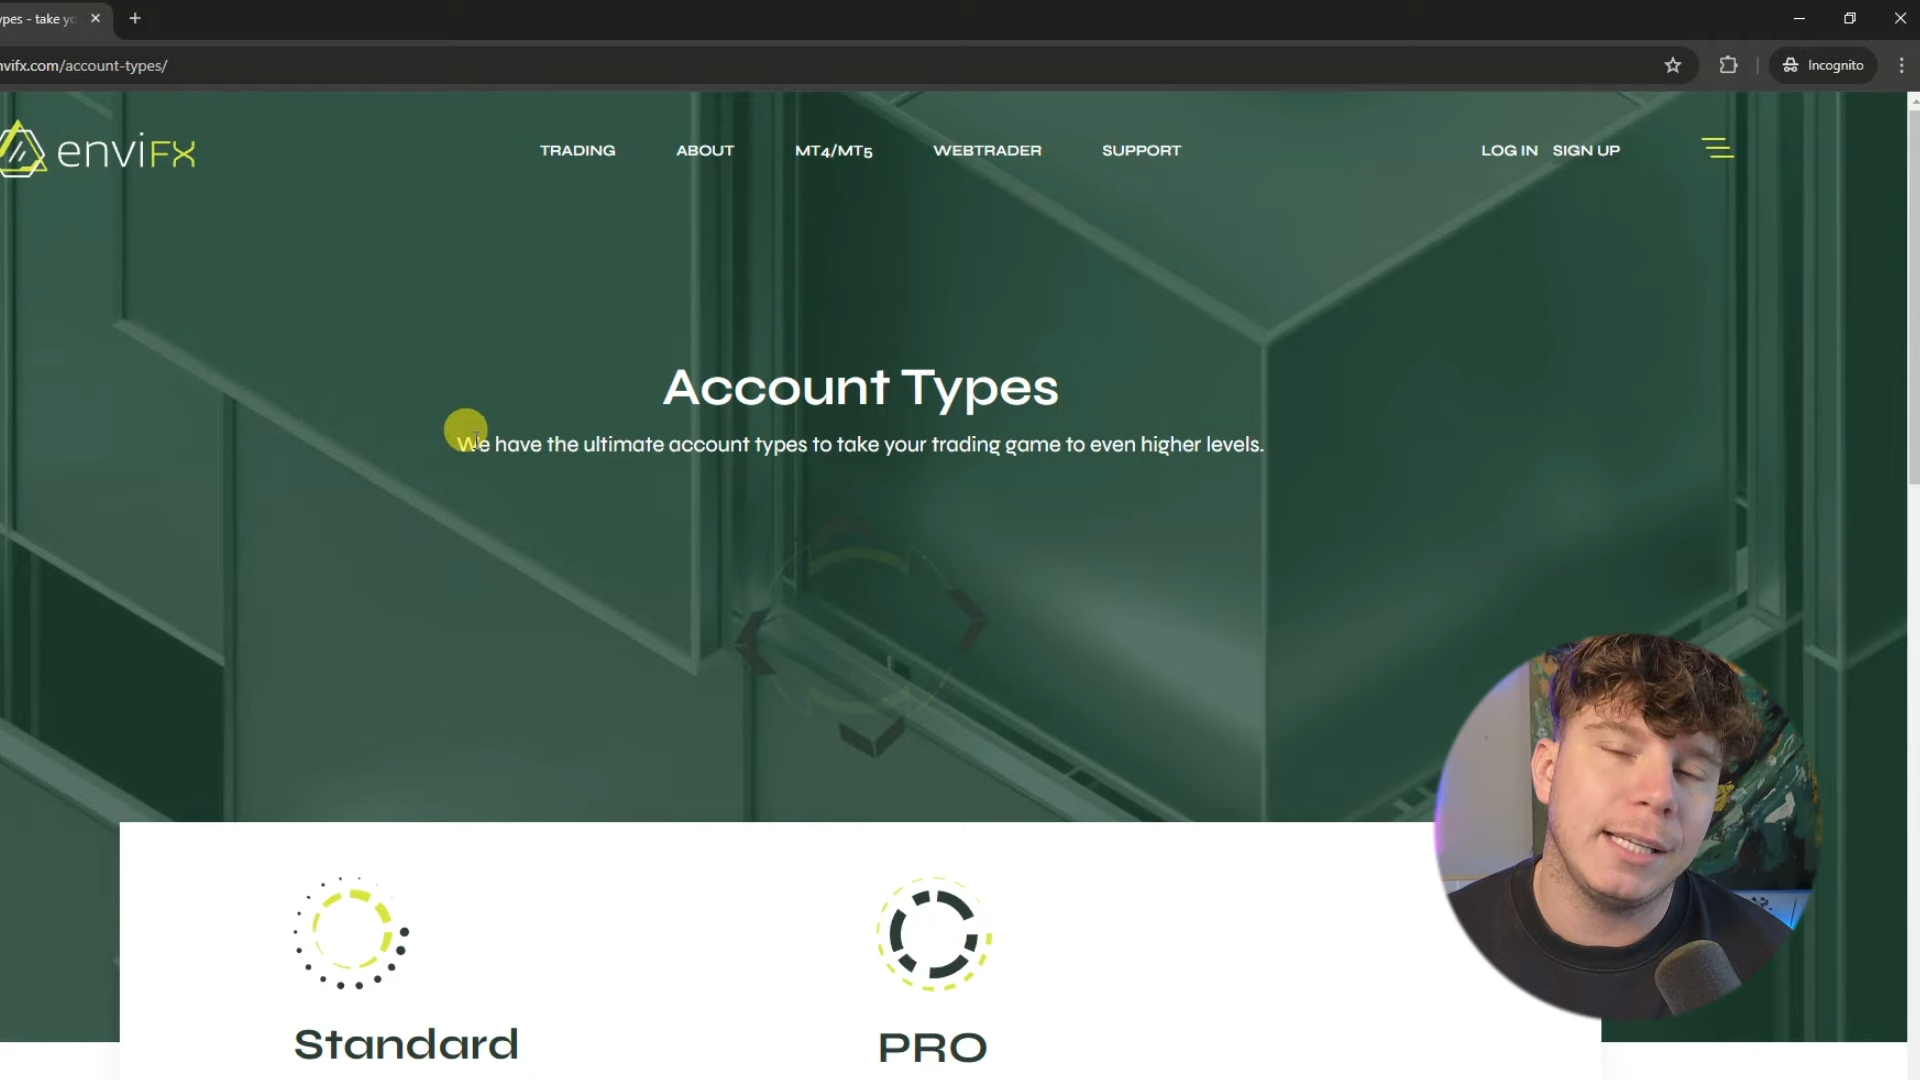 ypes - take yo
nvifx.com/account-types/
Incognito
enviFX
TRADING
ABOUT
MT4/MT5
WEBTRADER
SUPPORT
LOG IN
SIGN UP
Account Types
We have the ultimate account types to take your trading game to even higher levels.
Standard
PRO